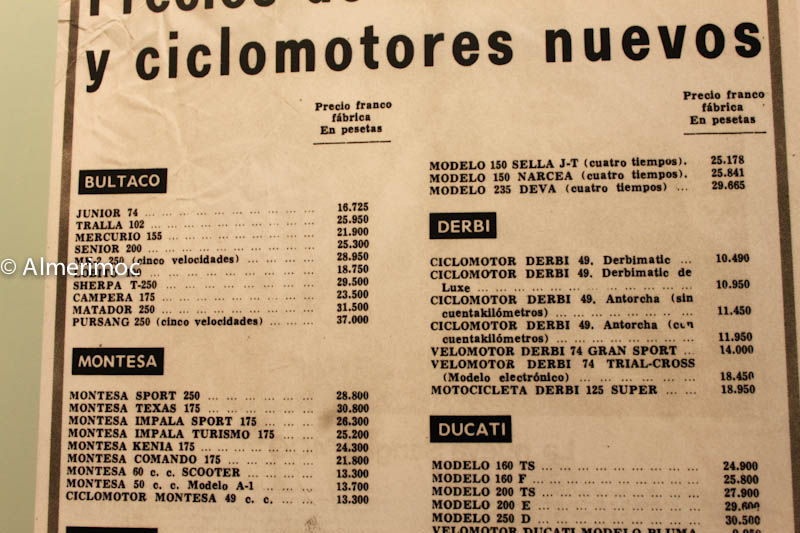 y ciclomotores nuevos
Precio franco
fábrica
En pesetas
BULTACO
JUNIOR 74 ... 16.725
TRALLA 102 ... 25.950
MERCURIO 155 ... 21.900
SENIOR 200 ... 25.300
250 (cinco velocidades) ... 28.950
18.750
SHERPA T-250 ... 29.500
CAMPERA 175 ... 23.500
MATADOR 250 ... 31.500
PURSANG 250 (cinco velocidades) ... 37.000
MONTESA
MONTESA SPORT 250 ... 28.800
MONTESA TEXAS 175 ... 30.800
MONTESA IMPALA SPORT 175 ... 26.300
MONTESA IMPALA TURISMO 175 ... 25.200
MONTESA KENIA 175 ... 24.300
MONTESA COMANDO 175 ... 21.800
MONTESA 60 c. c. SCOOTER ... 13.300
MONTESA 50 c. c. Modelo A-1 ... 13.700
CICLOMOTOR MONTESA 49 c. c. ... 13.300
Precio franco
fábrica
En pesetas
MODELO 150 SELLA J-T (cuatro tiempos). 25.178
MODELO 150 NARCEA (cuatro tiempos). 25.841
MODELO 235 DEVA (cuatro tiempos) ... 29.665
DERBI
CICLOMOTOR DERBI 49. Derbimatic ... 10.490
CICLOMOTOR DERBI 49. Derbimatic de
Luxe ... 10.950
CICLOMOTOR DERBI 49. Antorcha (sin
cuentakilómetros) ... 11.450
CICLOMOTOR DERBI 49. Antorcha (con
cuentakilómetros) ... 11.950
VELOMOTOR DERBI 74 GRAN SPORT ... 14.000
VELOMOTOR DERBI 74 TRIAL-CROSS
(Modelo electrónico) ... 18.450
MOTOCICLETA DERBI 125 SUPER ... 18.950
DUCATI
MODELO 160 TS ... 24.900
MODELO 160 F ... 25.800
MODELO 200 TS ... 27.900
MODELO 200 E ... 29.600
MODELO 250 D ... 30.500
VELOMOTOR DUCATI MODELO PLUMA
© Almerimoc